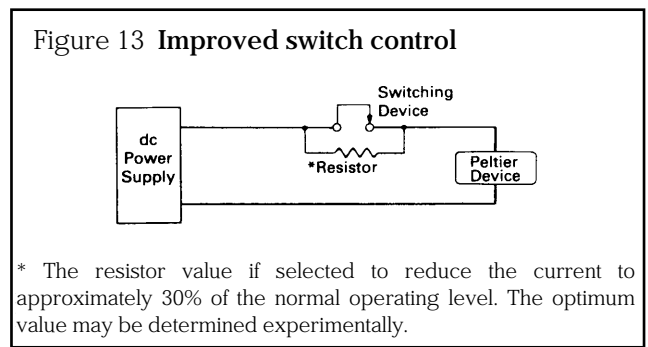 Figure 13 Improved switch control
Switching
Device
dc
Power
Supply
*Resistor
Peltier
Device
* The resistor value if selected to reduce the current to
approximately 30% of the normal operating level. The optimum
value may be determined experimentally.